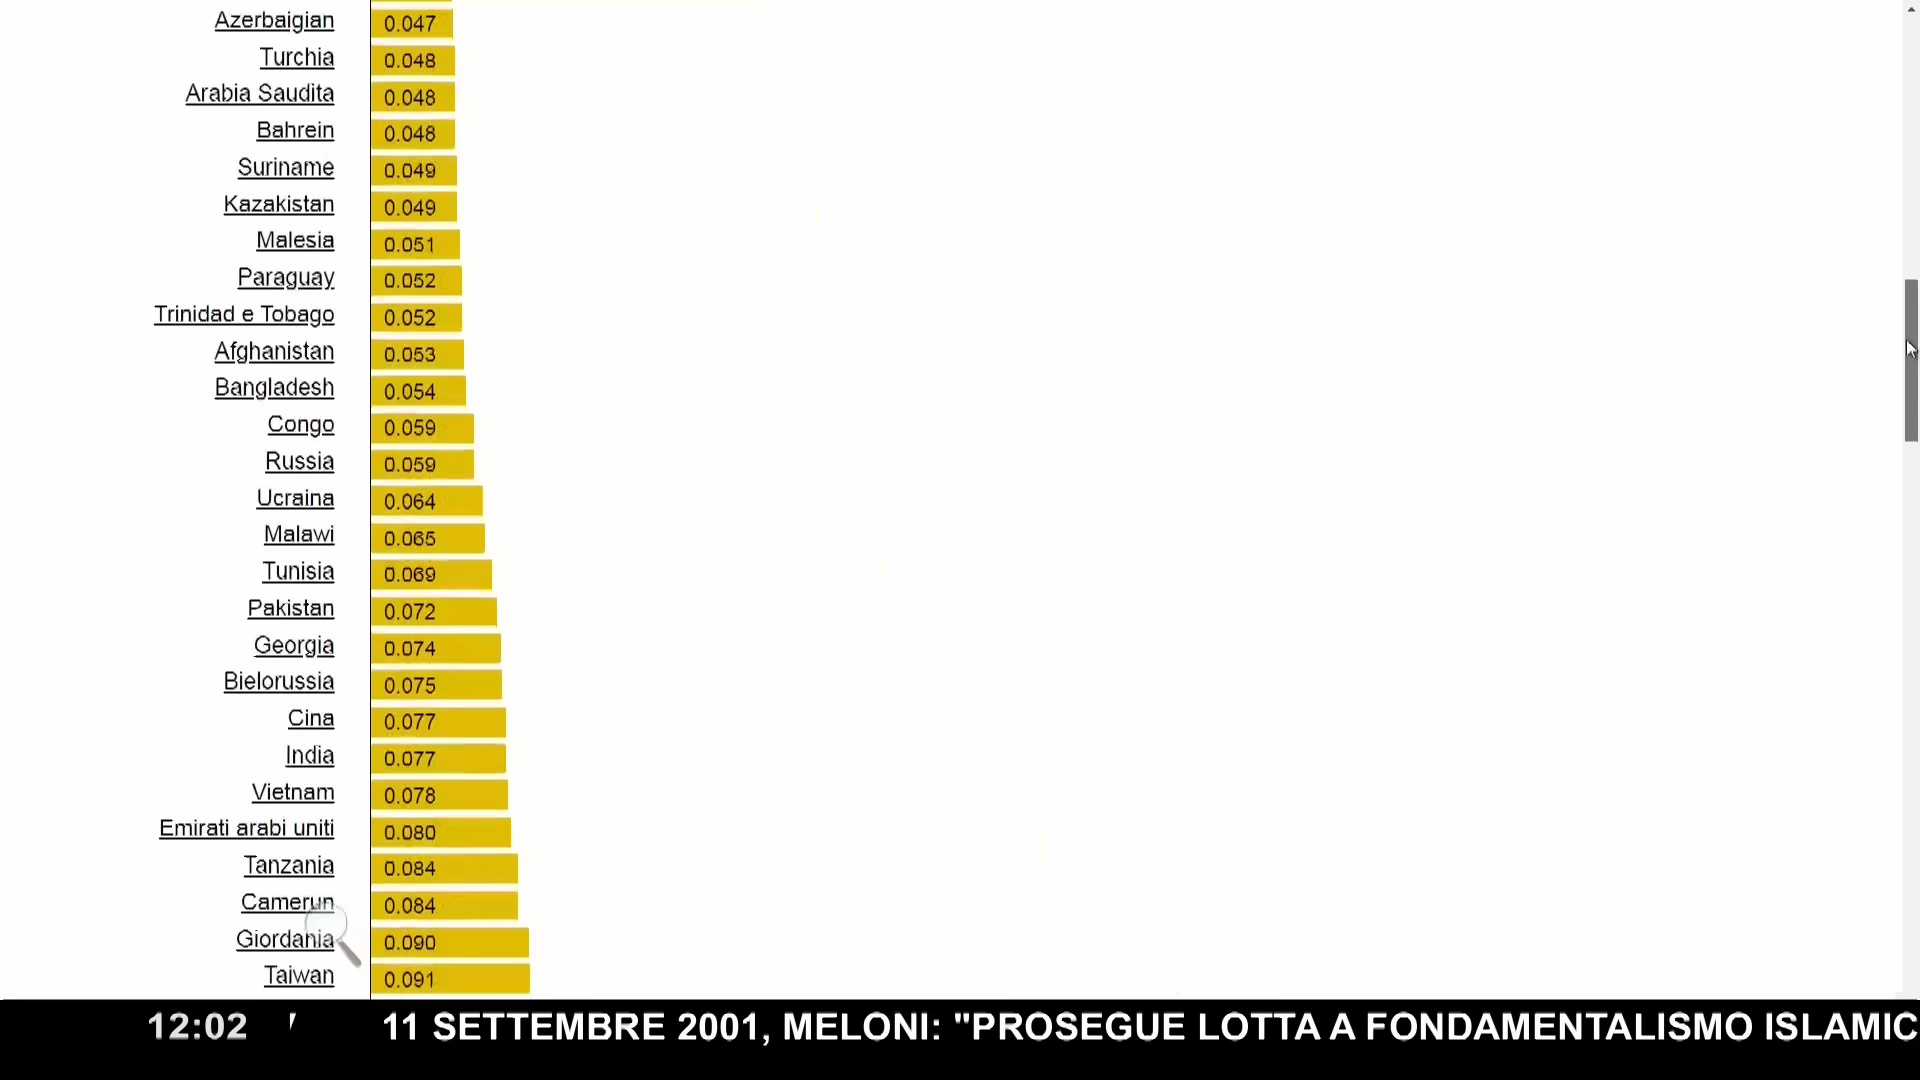 Azerbaigian 0.047
Turchia 0.048
Arabia Saudita 0.048
Bahrein 0.048
Suriname 0.049
Kazakistan 0.049
Malesia 0.051
Paraguay 0.052
Trinidad e Tobago 0.052
Afghanistan 0.053
Bangladesh 0.054
Congo 0.059
Russia 0.059
Ucraina 0.064
Malawi 0.065
Tunisia 0.069
Pakistan 0.072
Georgia 0.074
Bielorussia 0.075
Cina 0.077
India 0.077
Vietnam 0.078
Emirati arabi uniti 0.080
Tanzania 0.084
Camerun 0.084
Giordania 0.090
Taiwan 0.091
12:02 11 SETTEMBRE 2001, MELONI: "PROSEGUE LOTTA A FONDAMENTALISMO ISLAMIC